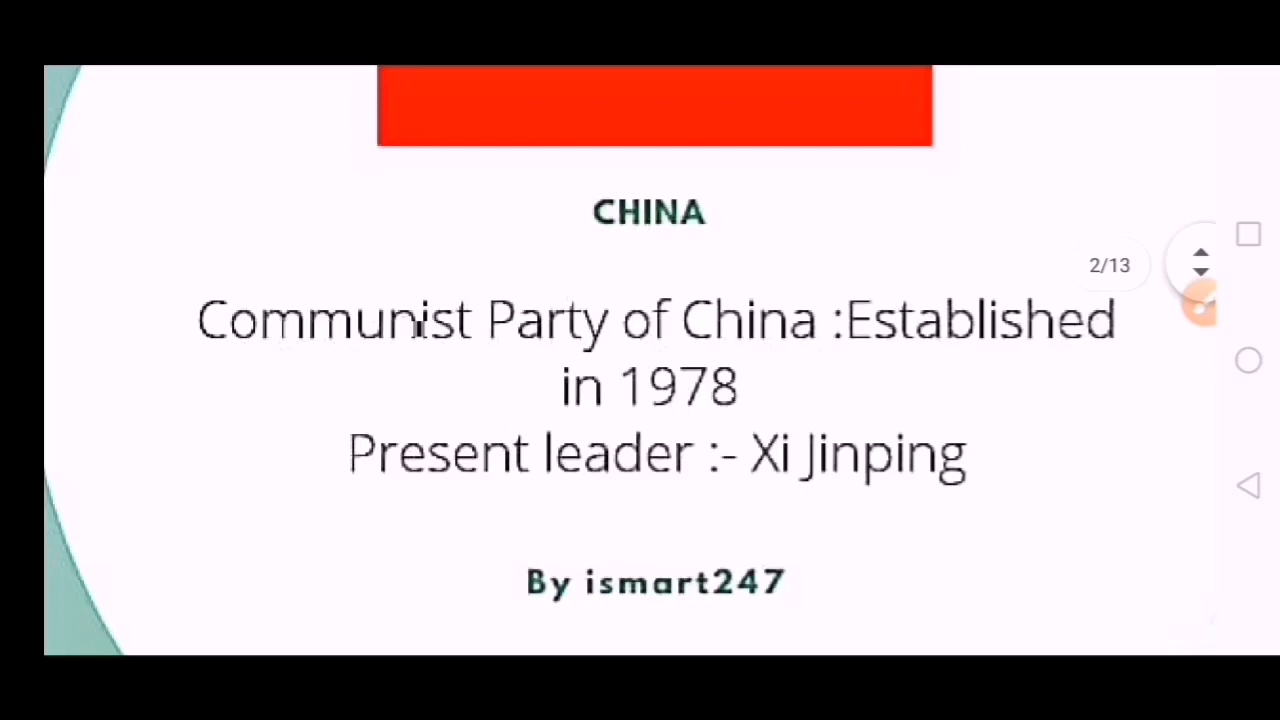 CHINA
2/13
Communist Party of China :Established
in 1978
Present leader :- Xi Jinping
By ismart247